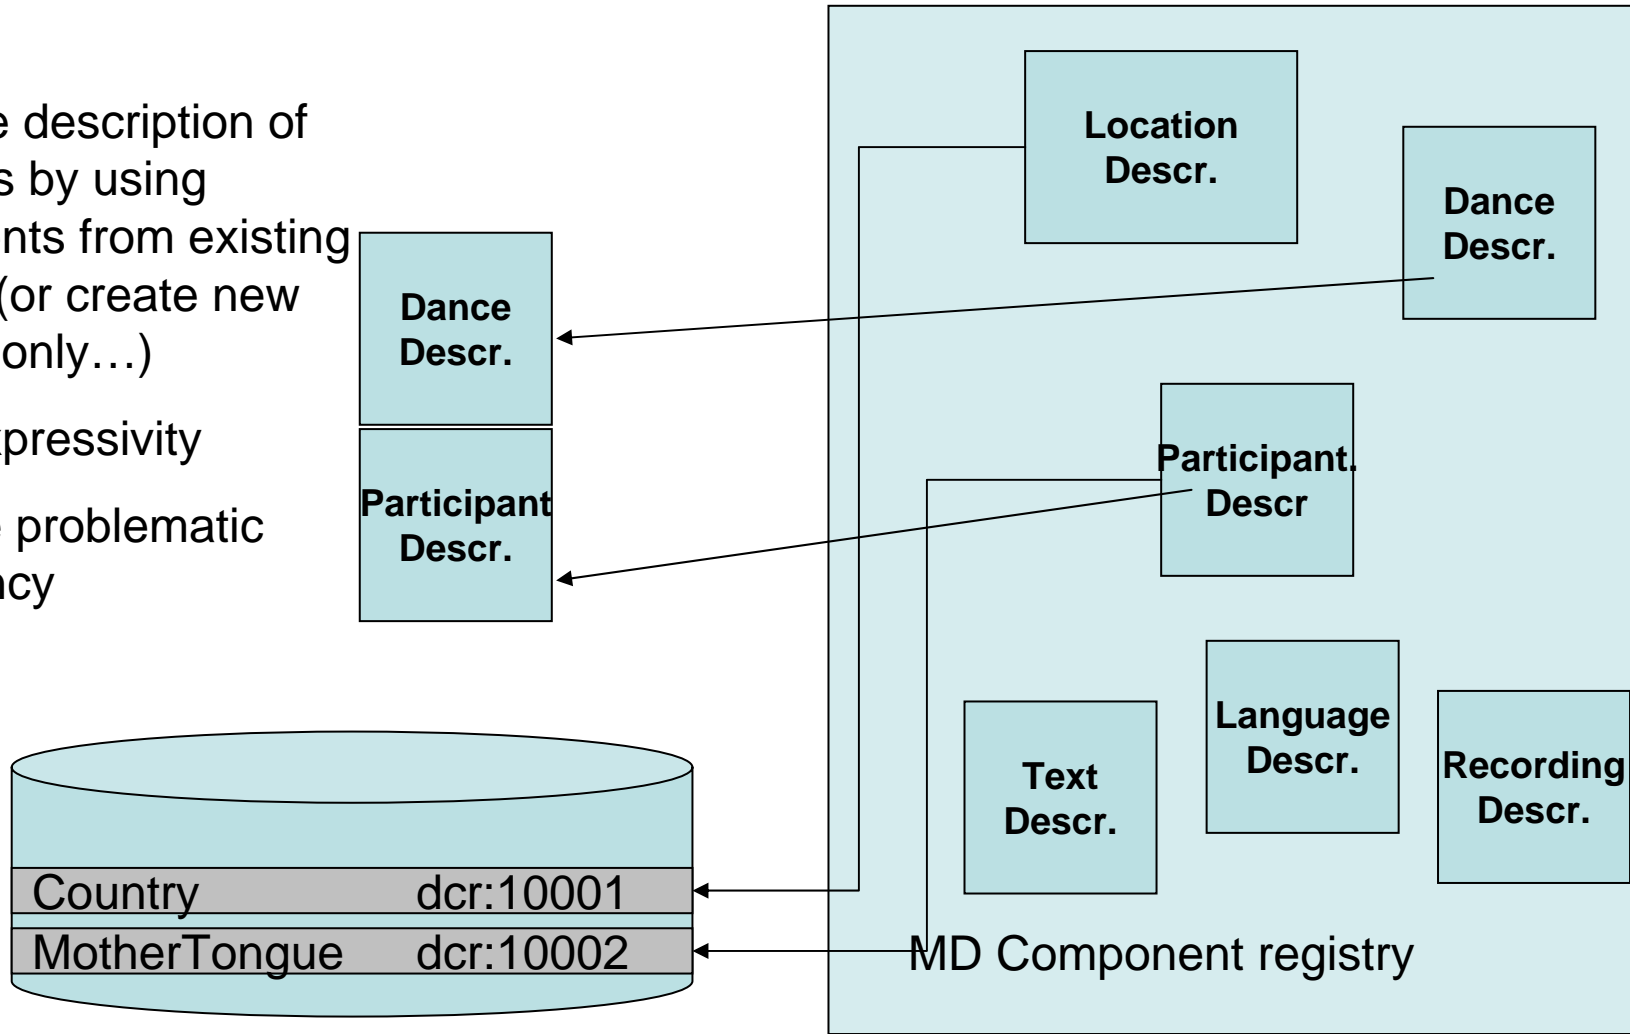 e description of
s by using
nts from existing
(or create new
only…)
xpressivity
e problematic
ncy
Dance
Descr.
Participant
Descr.
Country dcr:10001
MotherTongue dcr:10002
Location
Descr.
Dance
Descr.
Participant.
Descr
Language
Descr.
Text
Descr.
Recording
Descr.
MD Component registry